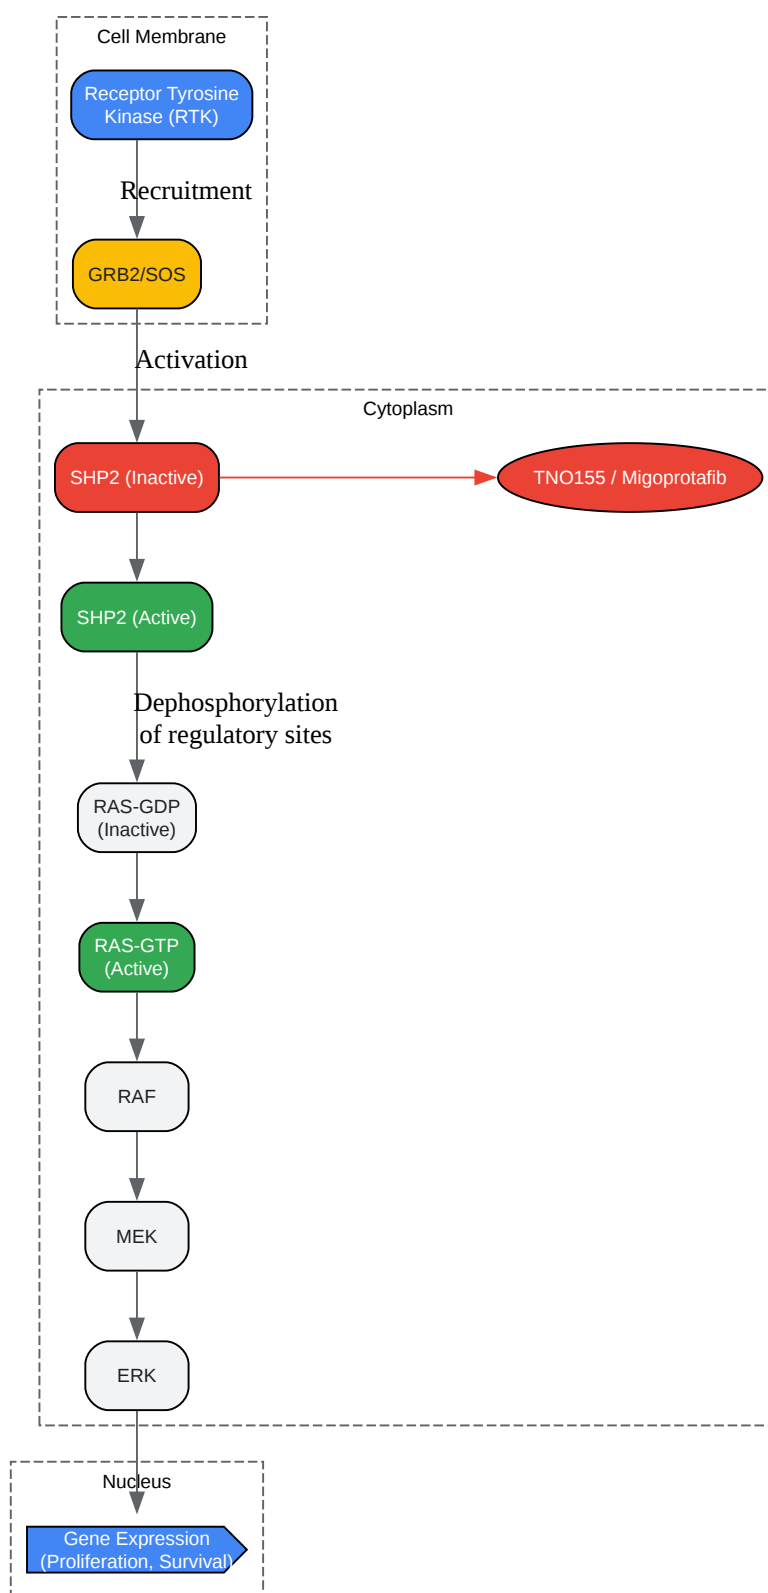 Cell Membrane
Receptor Tyrosine
Kinase (RTK)
Recruitment
GRB2/SOS
Activation
Cytoplasm
SHP2 (Inactive)
TNO155 / Migoprotafib
SHP2 (Active)
Dephosphorylation
of regulatory sites
RAS-GDP
(Inactive)
RAS-GTP
(Active)
RAF
MEK
ERK
Nucleus
Gene Expression
(Proliferation, Survival)